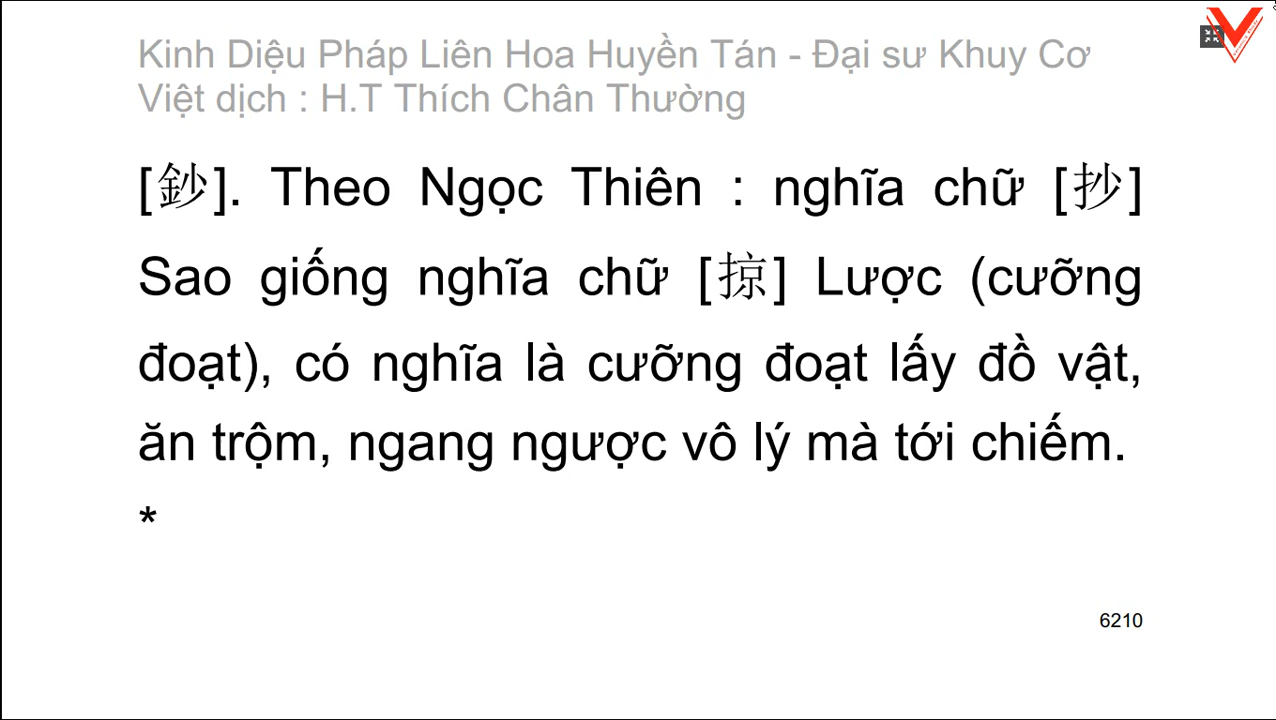 Kinh Diệu Pháp Liên Hoa Huyền Tán - Đại sư Khuy Cơ
Việt dịch : H.T Thích Chân Thường
[鈔]. Theo Ngọc Thiên : nghĩa chữ [抄]
Sao giống nghĩa chữ [掠] Lược (cưỡng
đoạt), có nghĩa là cưỡng đoạt lấy đồ vật,
ăn trộm, ngang ngược vô lý mà tới chiếm.
*
6210